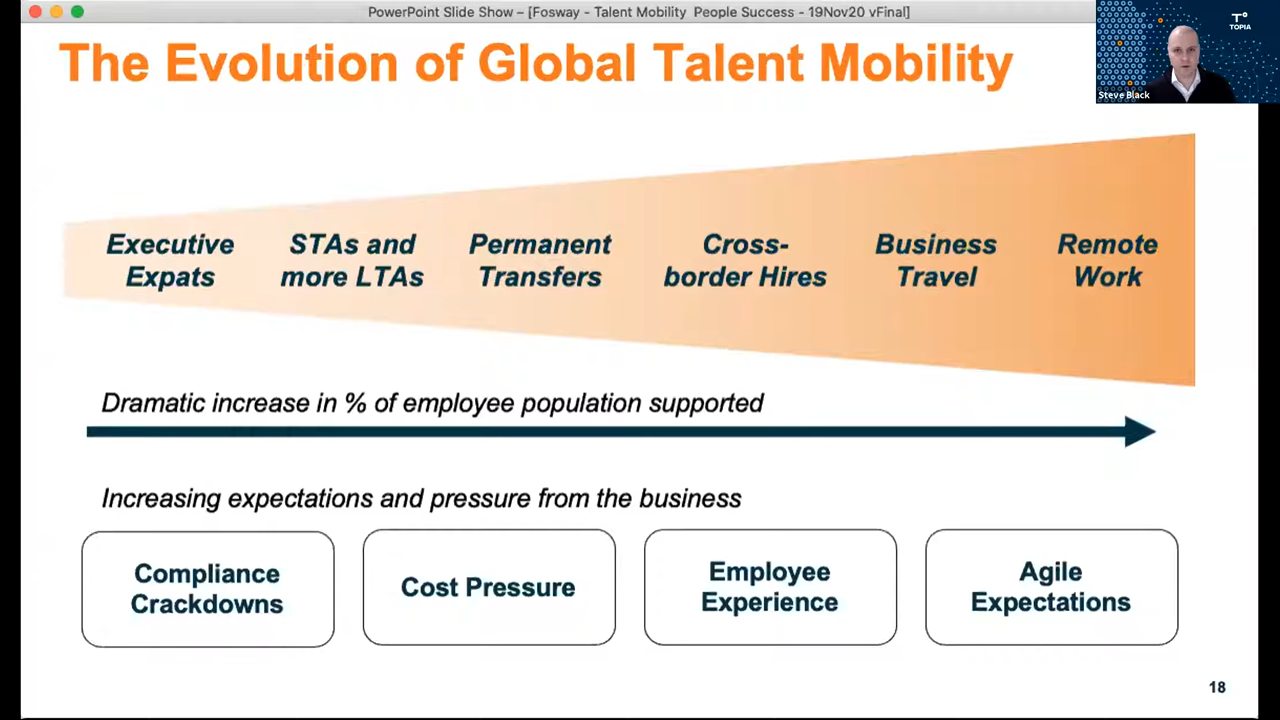 PowerPoint Slide Show – [Fosway - Talent Mobility  People Success - 19Nov20 vFinal]
The Evolution of Global Talent Mobility
TOPIA
Steve Black
Executive
Expats
STAs and
more LTAs
Permanent
Transfers
Cross-
border Hires
Business
Travel
Remote
Work
Dramatic increase in % of employee population supported
Increasing expectations and pressure from the business
Compliance
Crackdowns
Cost Pressure
Employee
Experience
Agile
Expectations
18